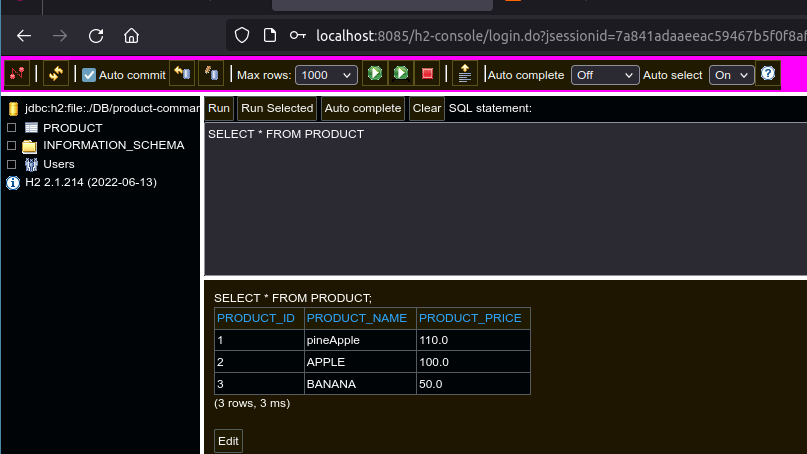 localhost:8085/h2-console/login.do?jsessionid=7a841adaaeeac59467b5f0f8af
Auto commit Max rows: 1000 Auto complete Off Auto select On
jdbc:h2:file:./DB/product-comman
PRODUCT
INFORMATION_SCHEMA
Users
H2 2.1.214 (2022-06-13)
Run Run Selected Auto complete Clear SQL statement:
SELECT * FROM PRODUCT
SELECT * FROM PRODUCT;
PRODUCT_ID PRODUCT_NAME PRODUCT_PRICE
1 pineApple 110.0
2 APPLE 100.0
3 BANANA 50.0
(3 rows, 3 ms)
Edit